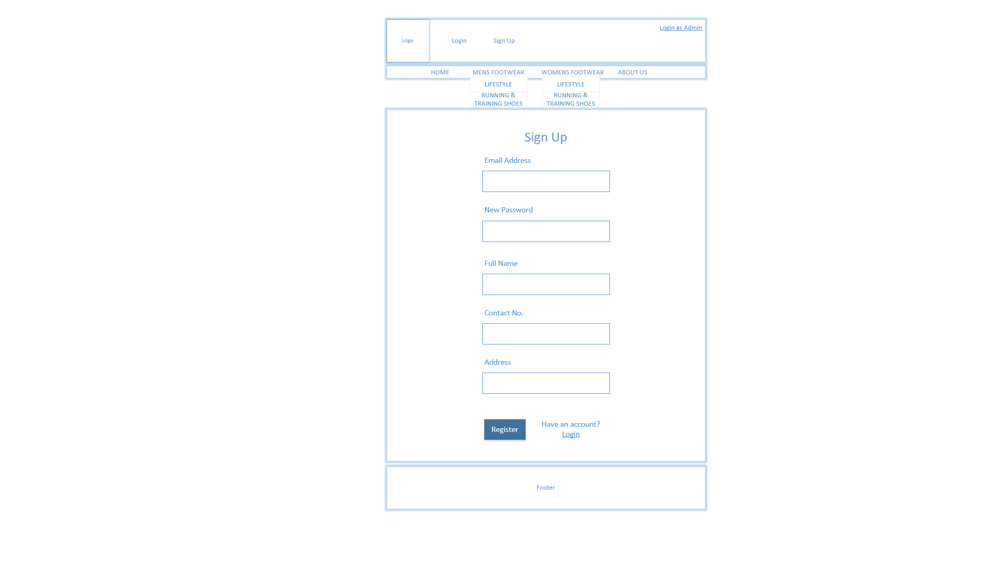 Login as Admin
Logo
Login
Sign Up
HOME
MENS FOOTWEAR
WOMENS FOOTWEAR
ABOUT US
LIFESTYLE
LIFESTYLE
RUNNING &
TRAINING SHOES
RUNNING &
TRAINING SHOES
Sign Up
Email Address
New Password
Full Name
Contact No.
Address
Register
Have an account?
Login
Footer